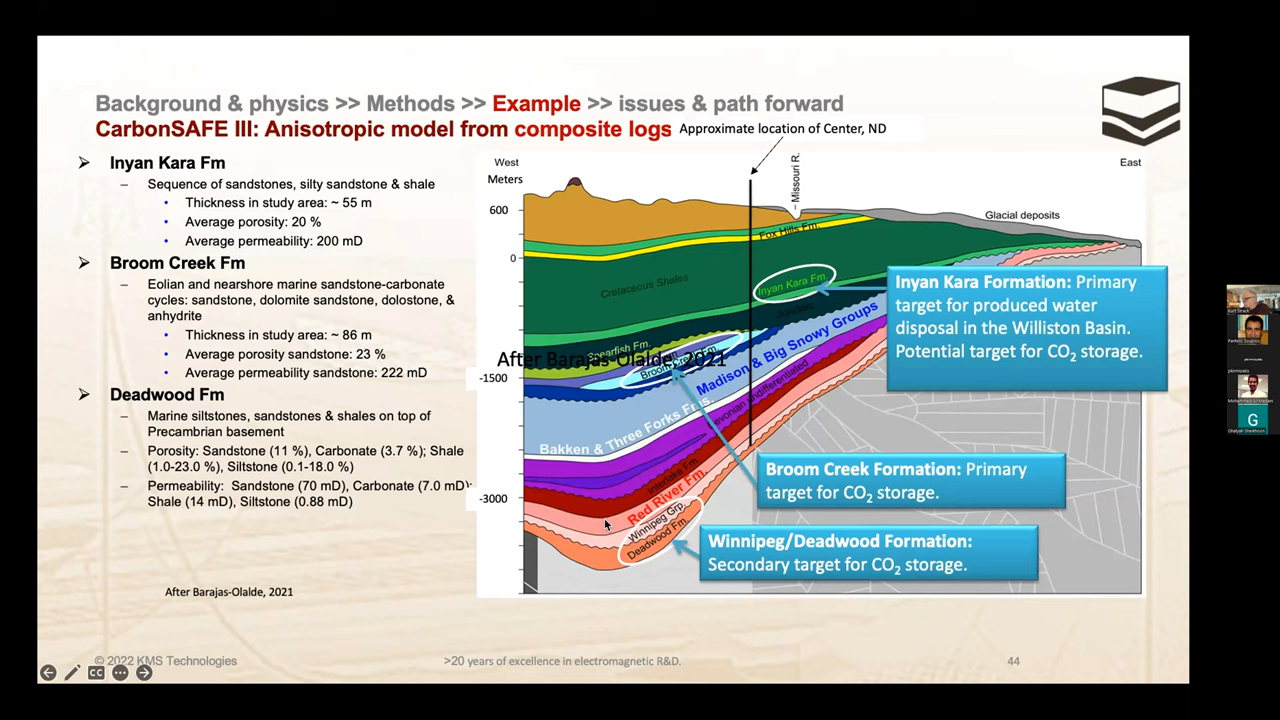 Background & physics >> Methods >> Example >> issues & path forward
CarbonSAFE III: Anisotropic model from composite logs
➢ Inyan Kara Fm
– Sequence of sandstones, silty sandstone & shale
• Thickness in study area: ~ 55 m
• Average porosity: 20 %
• Average permeability: 200 mD
➢ Broom Creek Fm
– Eolian and nearshore marine sandstone-carbonate
cycles: sandstone, dolomite sandstone, dolostone, &
anhydrite
• Thickness in study area: ~ 86 m
• Average porosity sandstone: 23 %
• Average permeability sandstone: 222 mD
➢ Deadwood Fm
– Marine siltstones, sandstones & shales on top of
Precambrian basement
– Porosity: Sandstone (11 %), Carbonate (3.7 %); Shale
(1.0-23.0 %), Siltstone (0.1-18.0 %)
– Permeability: Sandstone (70 mD), Carbonate (7.0 mD);
Shale (14 mD), Siltstone (0.88 mD)
After Barajas-Olalde, 2021
Approximate location of Center, ND
West
Meters
East
Missouri R.
600
0
-1500
-3000
Glacial deposits
Fox Hills Fm.
Cretaceous Shales
Inyan Kara Fm.
Jurassic
Spearfish Fm.
After Barajas-Olalde, 2021
Madison & Big Snowy Groups
Bakken & Three Forks Fms.
Devonian undifferentiated
Interlake Fm.
Red River Fm.
Winnipeg Grp.
Deadwood Fm.
Inyan Kara Formation: Primary
target for produced water
disposal in the Williston Basin.
Potential target for CO2 storage.
Broom Creek Formation: Primary
target for CO2 storage.
Winnipeg/Deadwood Formation:
Secondary target for CO2 storage.
© 2022 KMS Technologies
>20 years of excellence in electromagnetic R&D.
44
CC
Kurt Strack
G